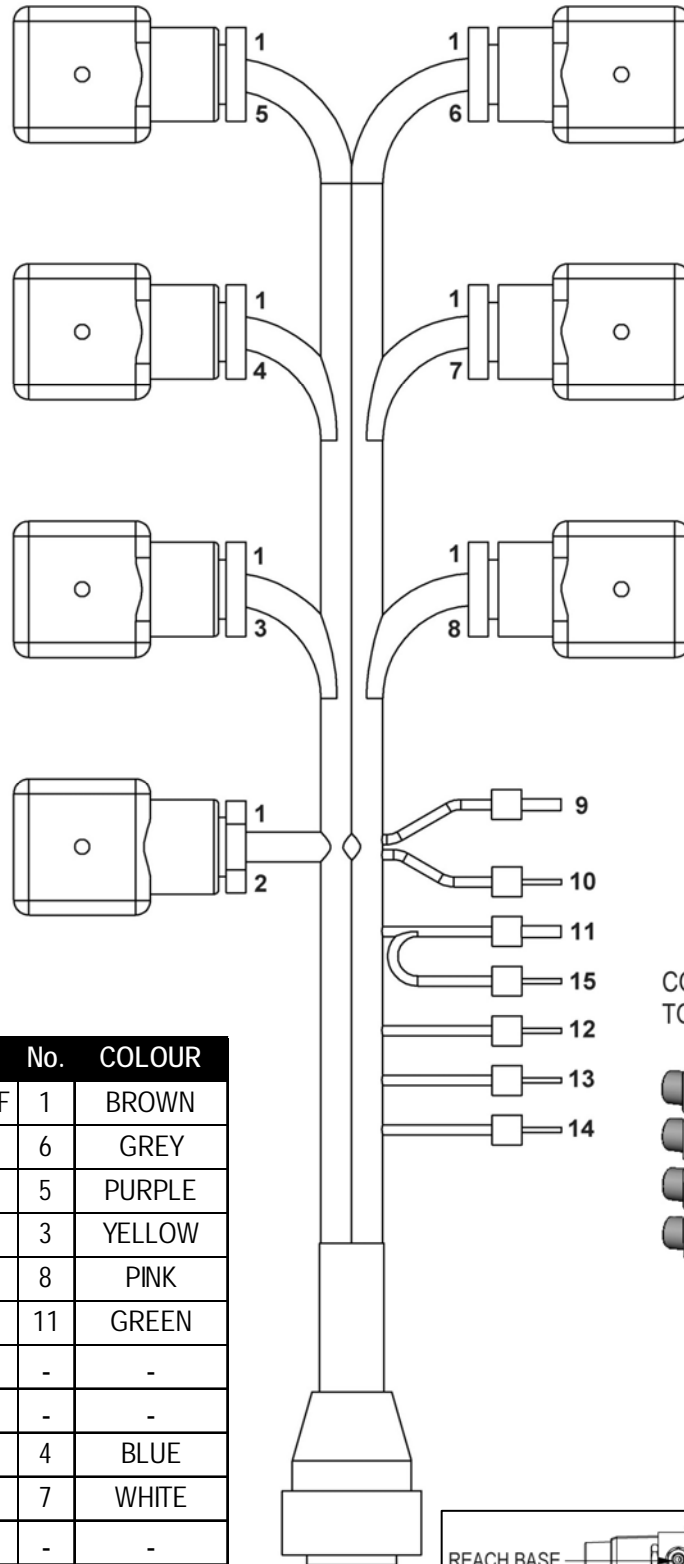 1 1
5 6
1 1
4 7
1 1
3 8
1
2
9
10
11
15
12
13
14
No. COLOUR
F 1 BROWN
6 GREY
5 PURPLE
3 YELLOW
8 PINK
11 GREEN
- -
- -
4 BLUE
7 WHITE
- -
CO
TO
REACH BASE